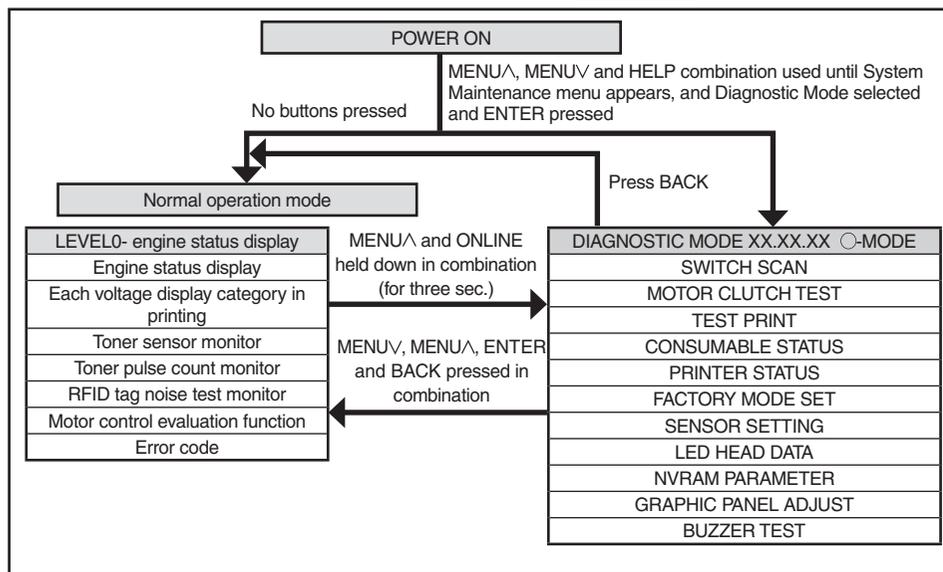 POWER ON
MENU∧, MENU∨ and HELP combination used until System
Maintenance menu appears, and Diagnostic Mode selected
and ENTER pressed
No buttons pressed
Press BACK
Normal operation mode
LEVEL0- engine status display
Engine status display
Each voltage display category in
printing
Toner sensor monitor
Toner pulse count monitor
RFID tag noise test monitor
Motor control evaluation function
Error code
MENU∧ and ONLINE
held down in combination
(for three sec.)
MENU∨, MENU∧, ENTER
and BACK pressed in
combination
DIAGNOSTIC MODE XX.XX.XX ○-MODE
SWITCH SCAN
MOTOR CLUTCH TEST
TEST PRINT
CONSUMABLE STATUS
PRINTER STATUS
FACTORY MODE SET
SENSOR SETTING
LED HEAD DATA
NVRAM PARAMETER
GRAPHIC PANEL ADJUST
BUZZER TEST